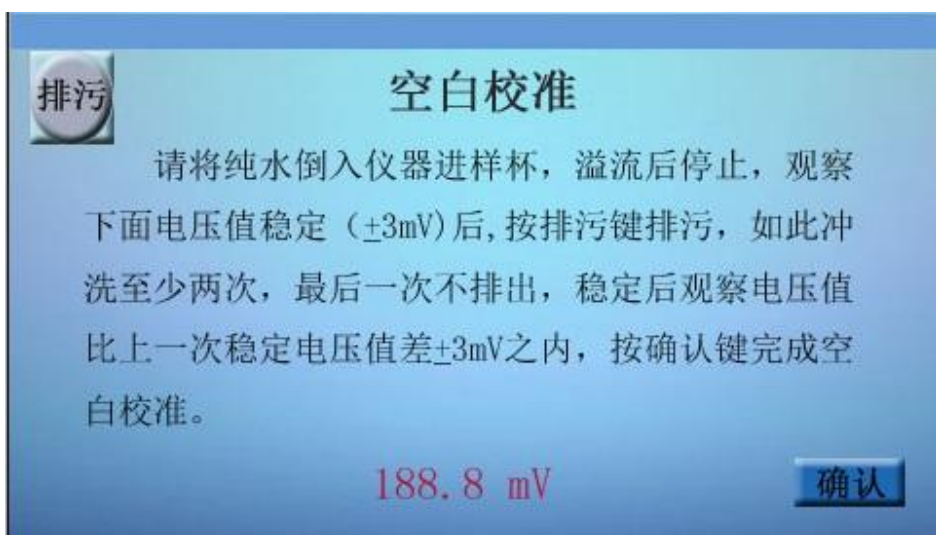 排污
空白校准
请将纯水倒入仪器进样杯，溢流后停止，观察
下面电压值稳定（±3mV)后,按排污键排污，如此冲
洗至少两次，最后一次不排出，稳定后观察电压值
比上一次稳定电压值差±3mV之内，按确认键完成空
白校准。
188.8 mV
确认